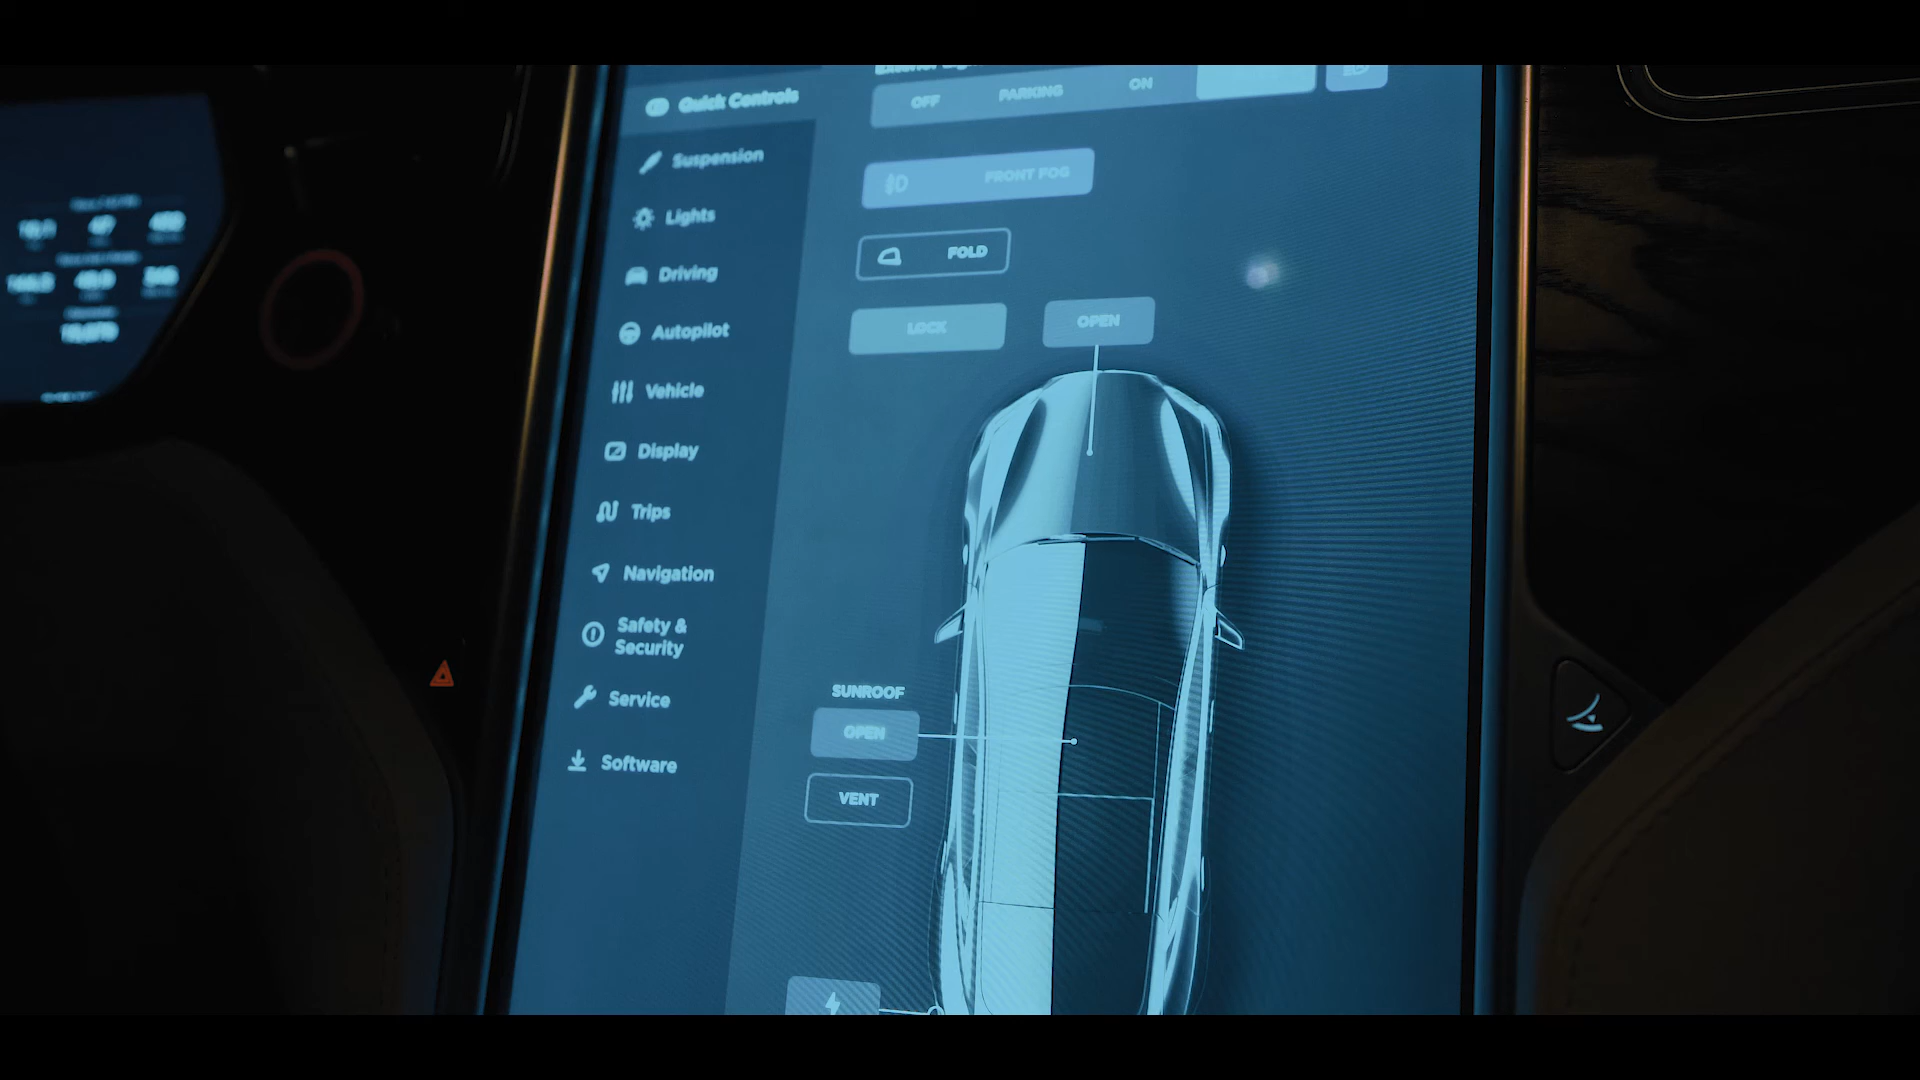 Quick Controls
OFF
PARKING
ON
FRONT FOG
FOLD
LOCK
OPEN
Suspension
Lights
Driving
Autopilot
Vehicle
Display
Trips
Navigation
Safety &
Security
Service
Software
SUNROOF
OPEN
VENT